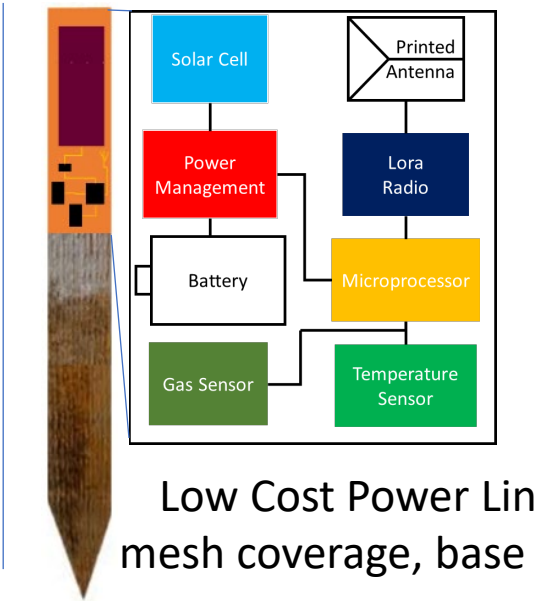 Solar Cell
Printed
Antenna
Power
Management
Lora
Radio
Battery
Microprocessor
Gas Sensor
Temperature
Sensor
Low Cost Power Lin
mesh coverage, base